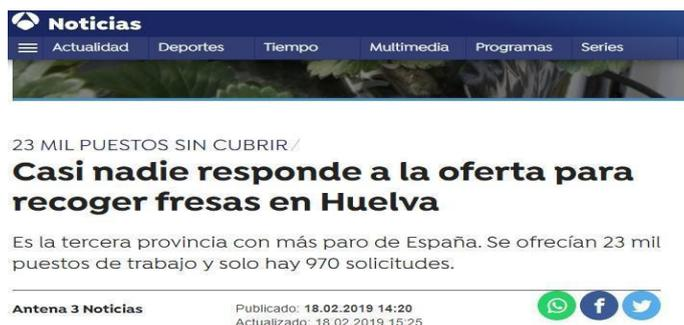 Noticias
Actualidad Deportes Tiempo Multimedia Programas Series
23 MIL PUESTOS SIN CUBRIR /
Casi nadie responde a la oferta para
recoger fresas en Huelva
Es la tercera provincia con más paro de España. Se ofrecían 23 mil
puestos de trabajo y solo hay 970 solicitudes.
Antena 3 Noticias Publicado: 18.02.2019 14:20
Actualizado: 18.02.2019 15:25